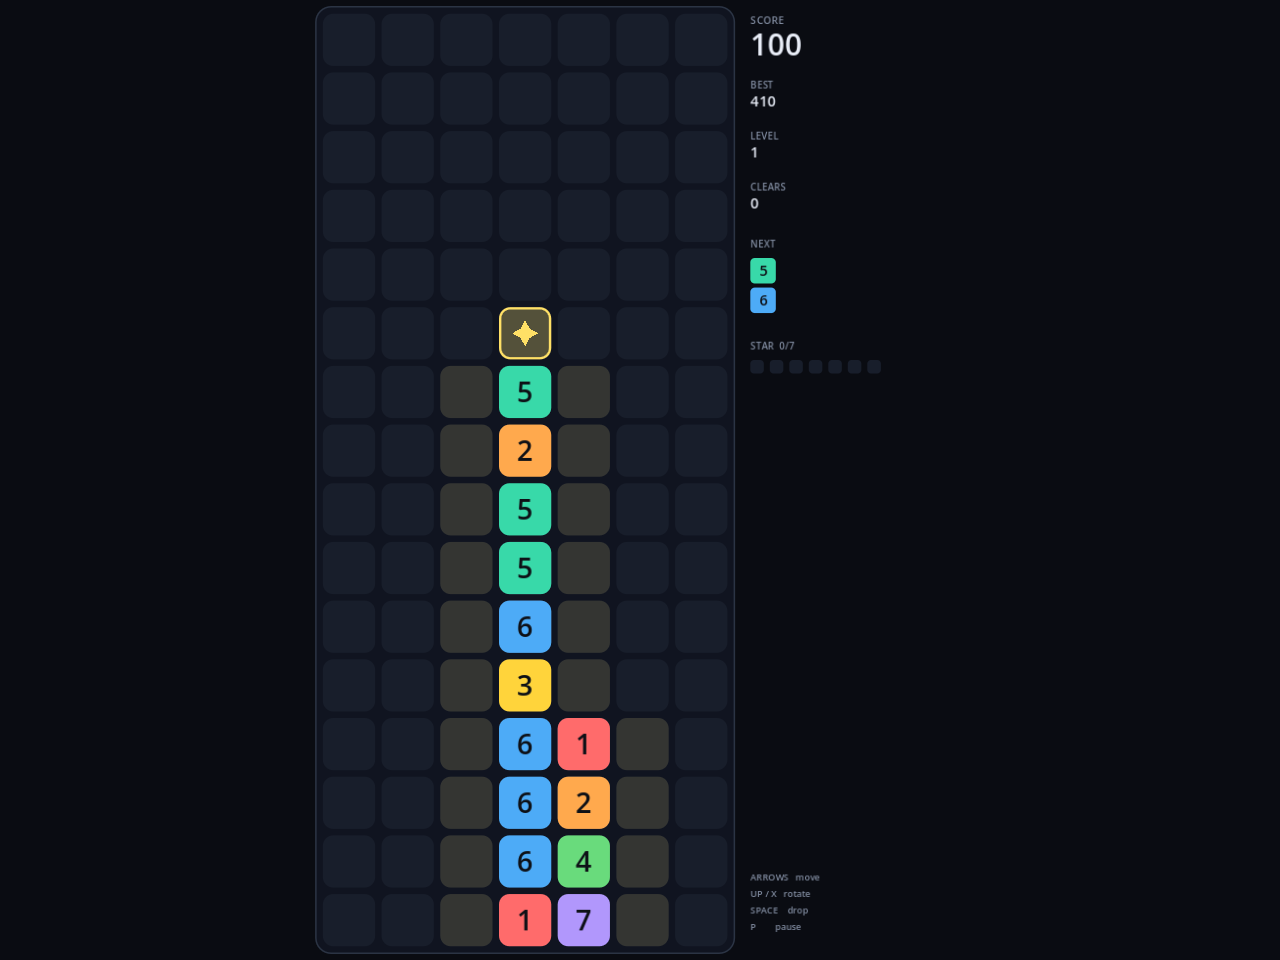 SCORE
100
BEST
410
LEVEL
1
CLEARS
0
NEXT
5
6
STAR 0/7
5
2
5
5
6
3
6 1
6 2
6 4
1 7
ARROWS move
UP / X rotate
SPACE drop
P pause